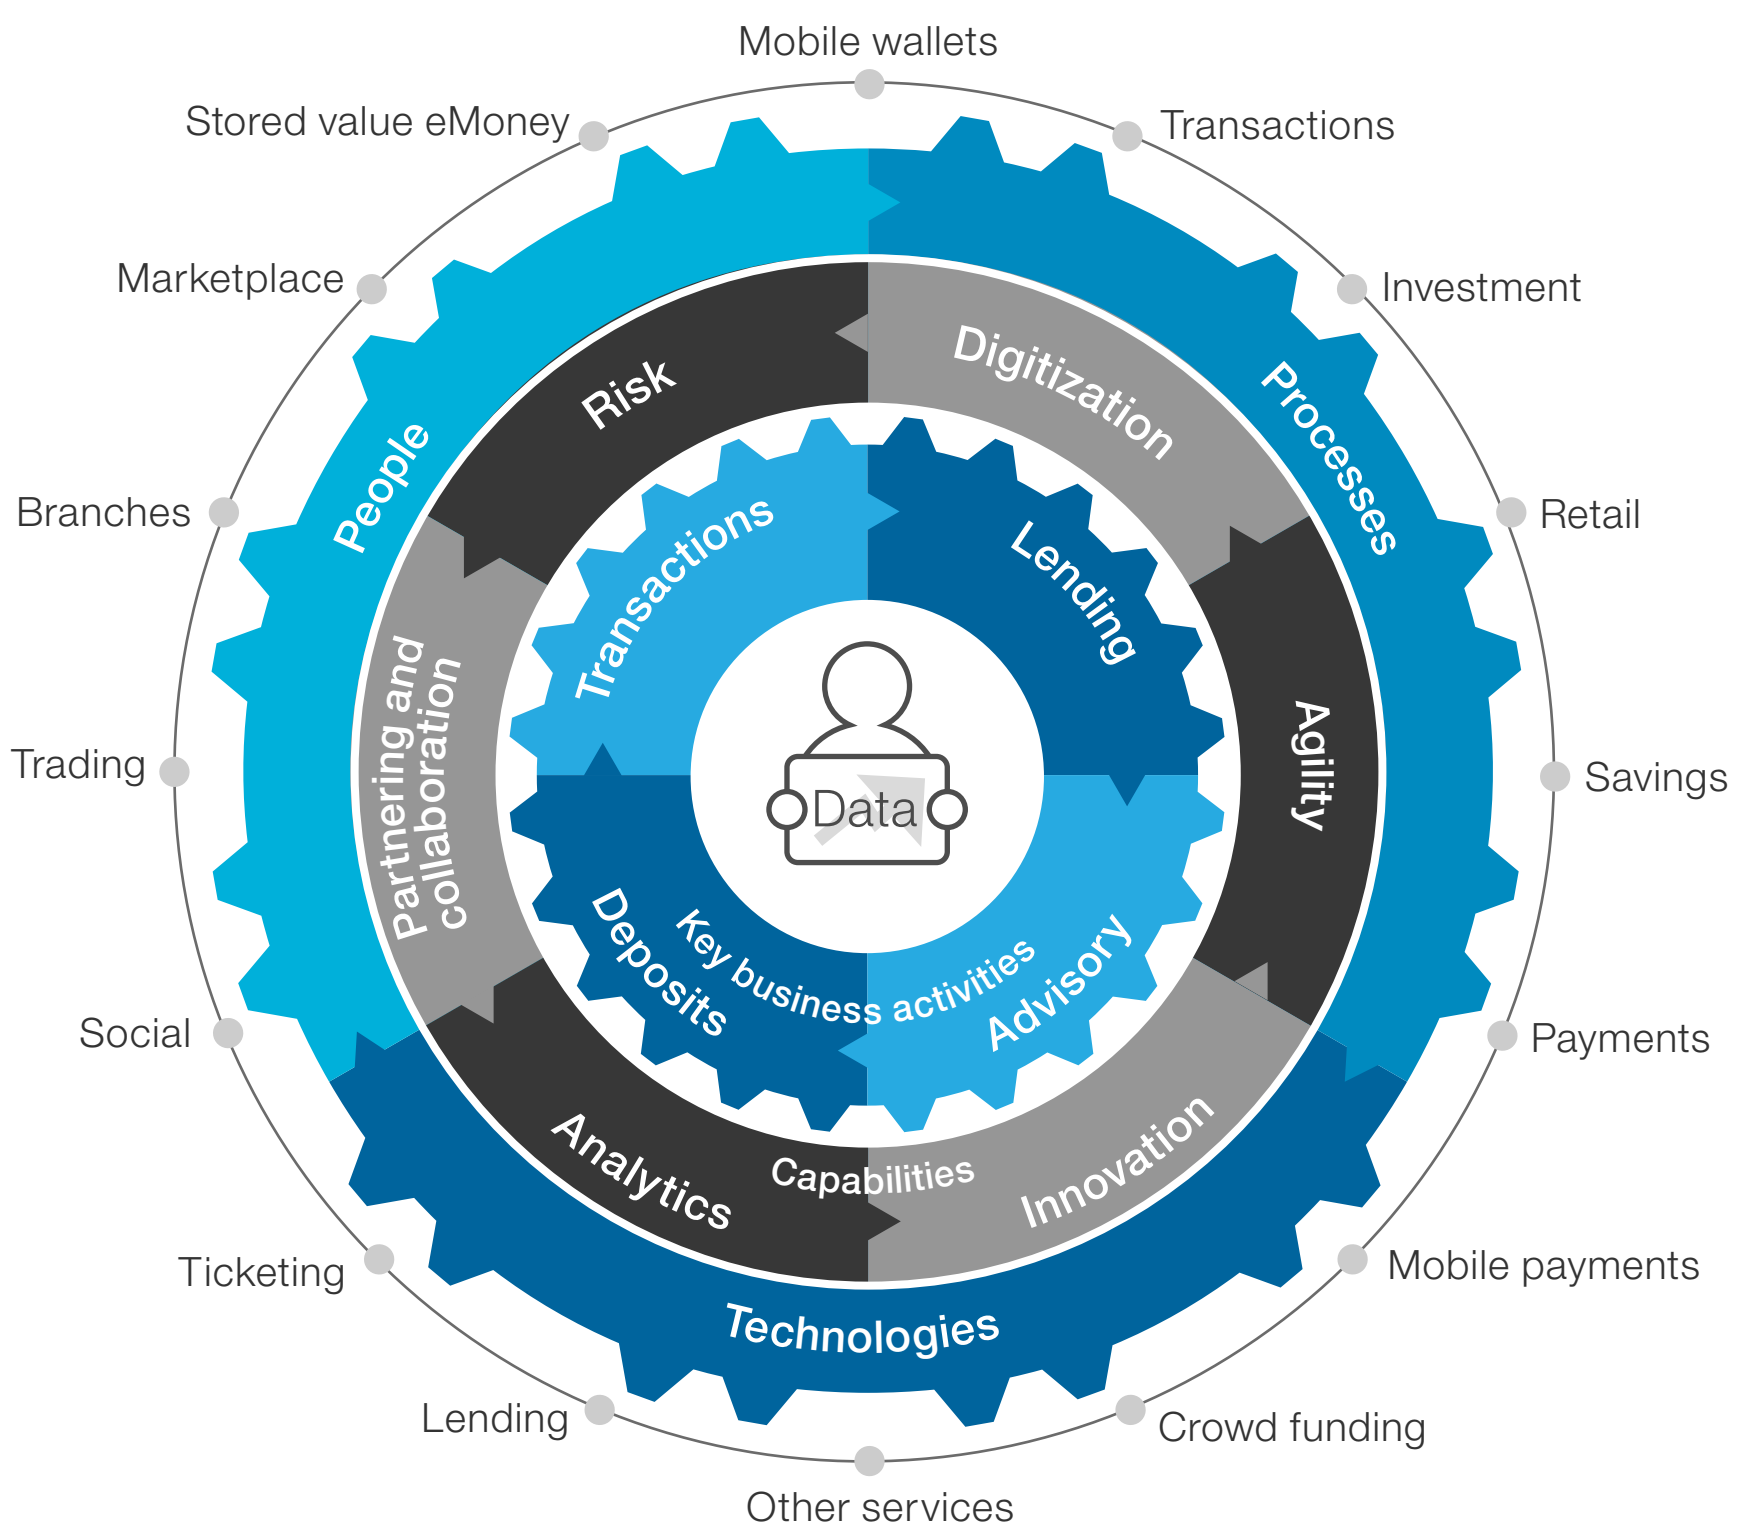 Mobile wallets
Stored value eMoney
Transactions
Marketplace
Investment
Branches
Retail
Trading
Savings
Social
Payments
Ticketing
Mobile payments
Lending
Crowd funding
Other services
People
Processes
Technologies
Risk
Digitization
Partnering and
collaboration
Agility
Analytics
Capabilities
Innovation
Transactions
Lending
Deposits
Key business activities
Advisory
Data